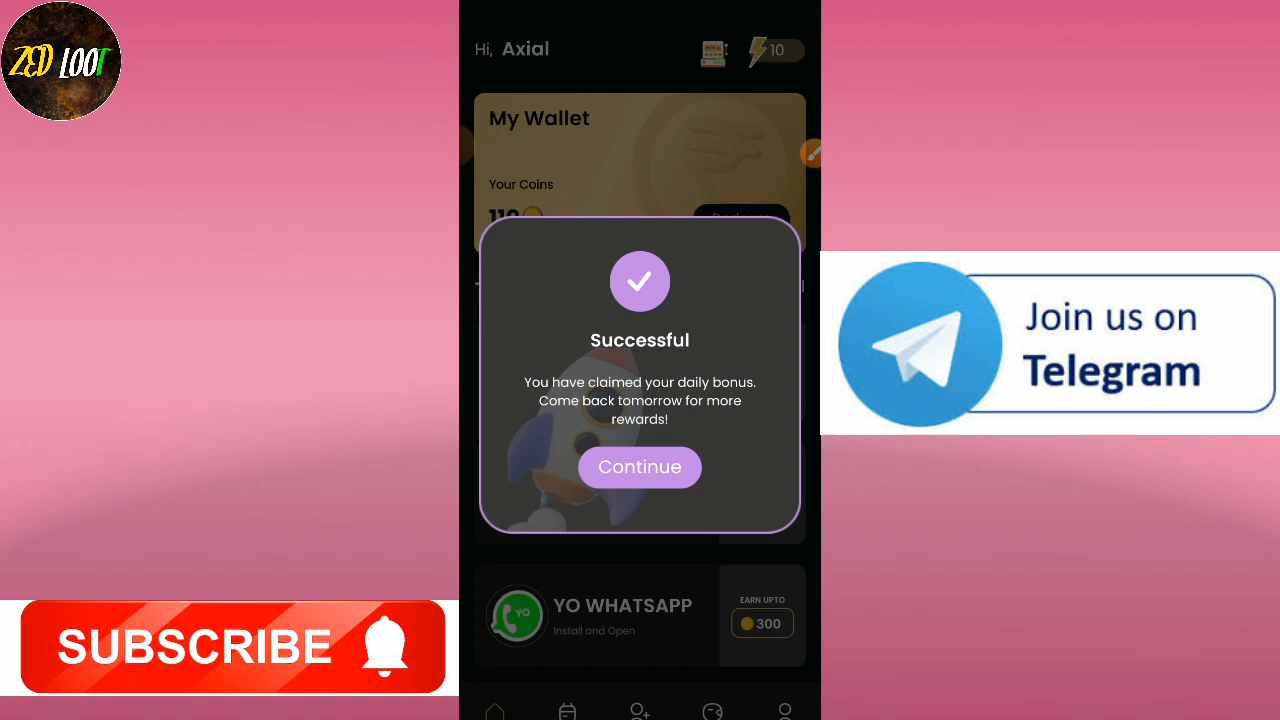 ZED LOOT
Hi, Axial
10
My Wallet
Your Coins
Successful
You have claimed your daily bonus.
Come back tomorrow for more
rewards!
Continue
YO
YO WHATSAPP
Install and Open
EARN UPTO
300
Join us on
Telegram
SUBSCRIBE